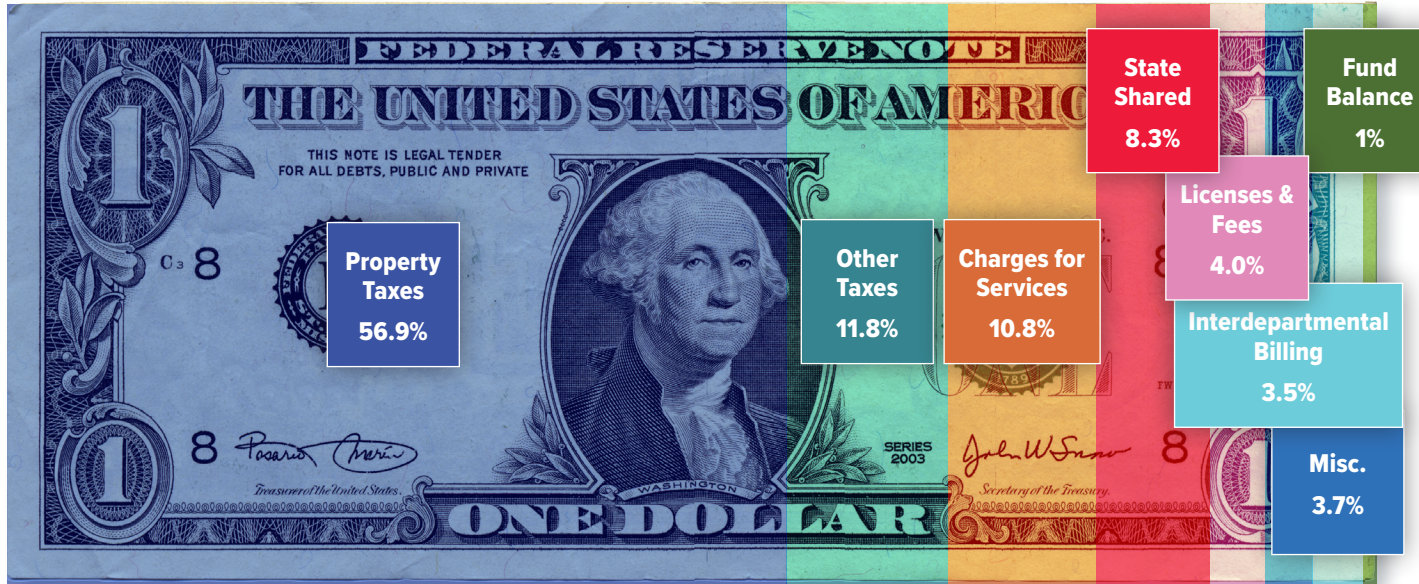 FEDERAL RESERVE NOTE
THE UNITED STATES OF AMERIC
THIS NOTE IS LEGAL TENDER
FOR ALL DEBTS, PUBLIC AND PRIVATE
1
C3 8
Property
Taxes
56.9%
Other
Taxes
11.8%
Charges for
Services
10.8%
State
Shared
8.3%
Fund
Balance
1%
Licenses &
Fees
4.0%
Interdepartmental
Billing
3.5%
Misc.
3.7%
8
SERIES
2003
8
John W Snow
Treasurer of the United States.
Secretary of the Treasury.
WASHINGTON
1
ONE DOLLAR